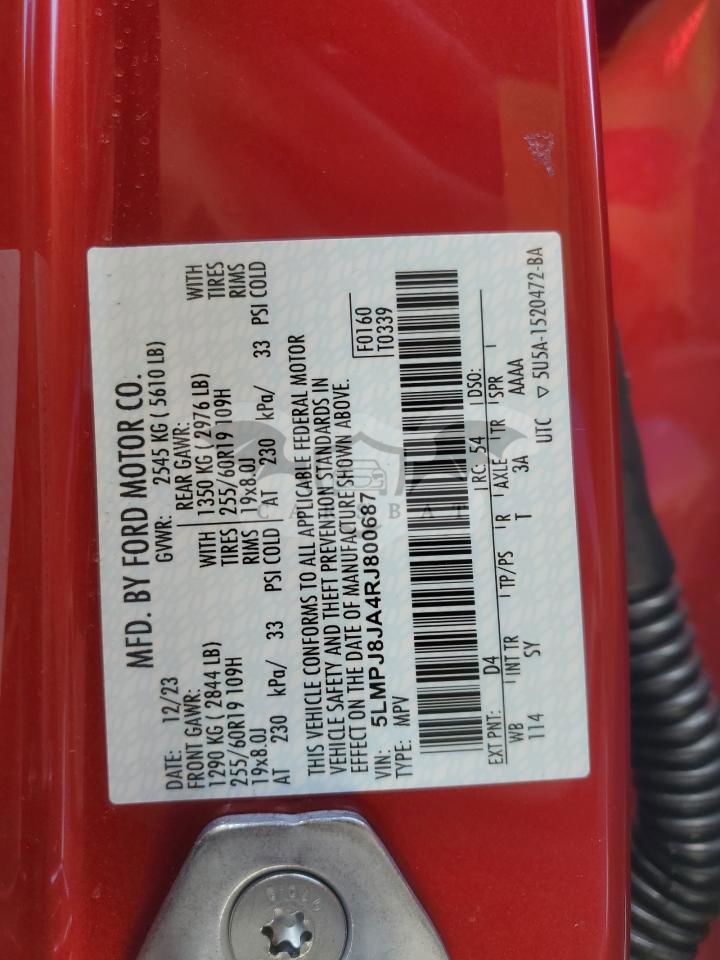 MFD. BY FORD MOTOR CO.
DATE: 12/23 GVWR: 2545 KG ( 5610 LB)
FRONT GAWR: REAR GAWR:
1290 KG ( 2844 LB) WITH 1350 KG ( 2976 LB) WITH
255/60R19 109H TIRES 255/60R19 109H TIRES
19x8.0J RIMS 19x8.0J RIMS
AT 230 kPa/ 33 PSI COLD AT 230 kPa/ 33 PSI COLD
THIS VEHICLE CONFORMS TO ALL APPLICABLE FEDERAL MOTOR
VEHICLE SAFETY AND THEFT PREVENTION STANDARDS IN
EFFECT ON THE DATE OF MANUFACTURE SHOWN ABOVE.
F0160
T0339
VIN: 5LMPJ8JA4RJ800687
TYPE: MPV
EXT PNT: D4 RC: 54 DSO:
WB INT TR TP/PS R AXLE TR SPR
114 SY T 3A AAAA
UTC ▽ 5U5A-1520472-BA